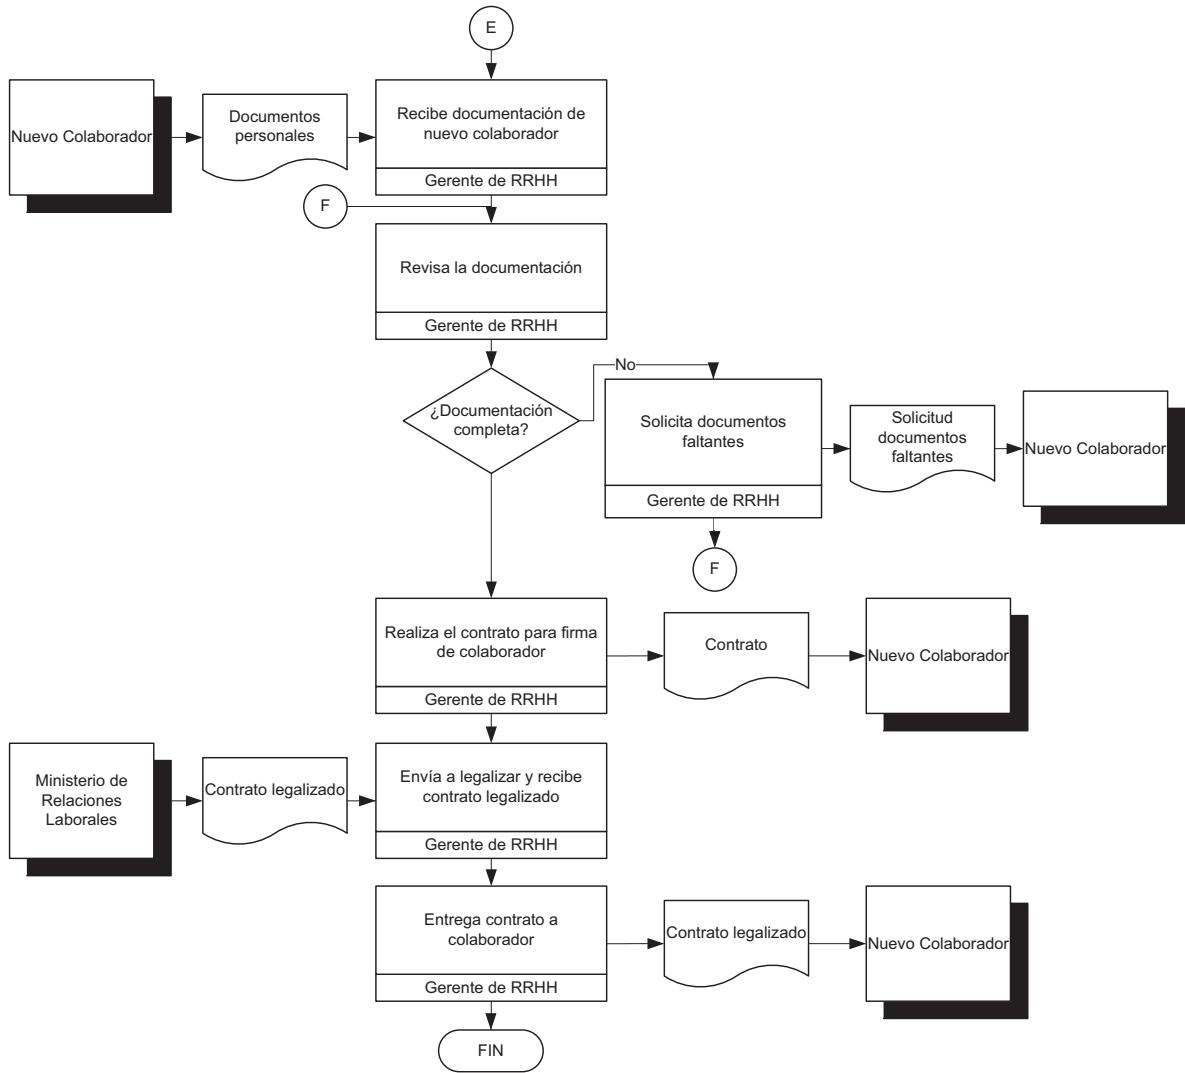 E
Nuevo Colaborador
Documentos
personales
Recibe documentación de
nuevo colaborador
Gerente de RRHH
F
Revisa la documentación
Gerente de RRHH
No
¿Documentación
completa?
Solicita documentos
faltantes
Gerente de RRHH
Solicitud
documentos
faltantes
Nuevo Colaborador
F
Realiza el contrato para firma
de colaborador
Gerente de RRHH
Contrato
Nuevo Colaborador
Ministerio de
Relaciones
Laborales
Contrato legalizado
Envía a legalizar y recibe
contrato legalizado
Gerente de RRHH
Entrega contrato a
colaborador
Gerente de RRHH
Contrato legalizado
Nuevo Colaborador
FIN